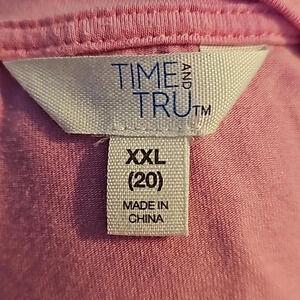 TIME AND
TRU™
XXL
(20)
MADE IN
CHINA